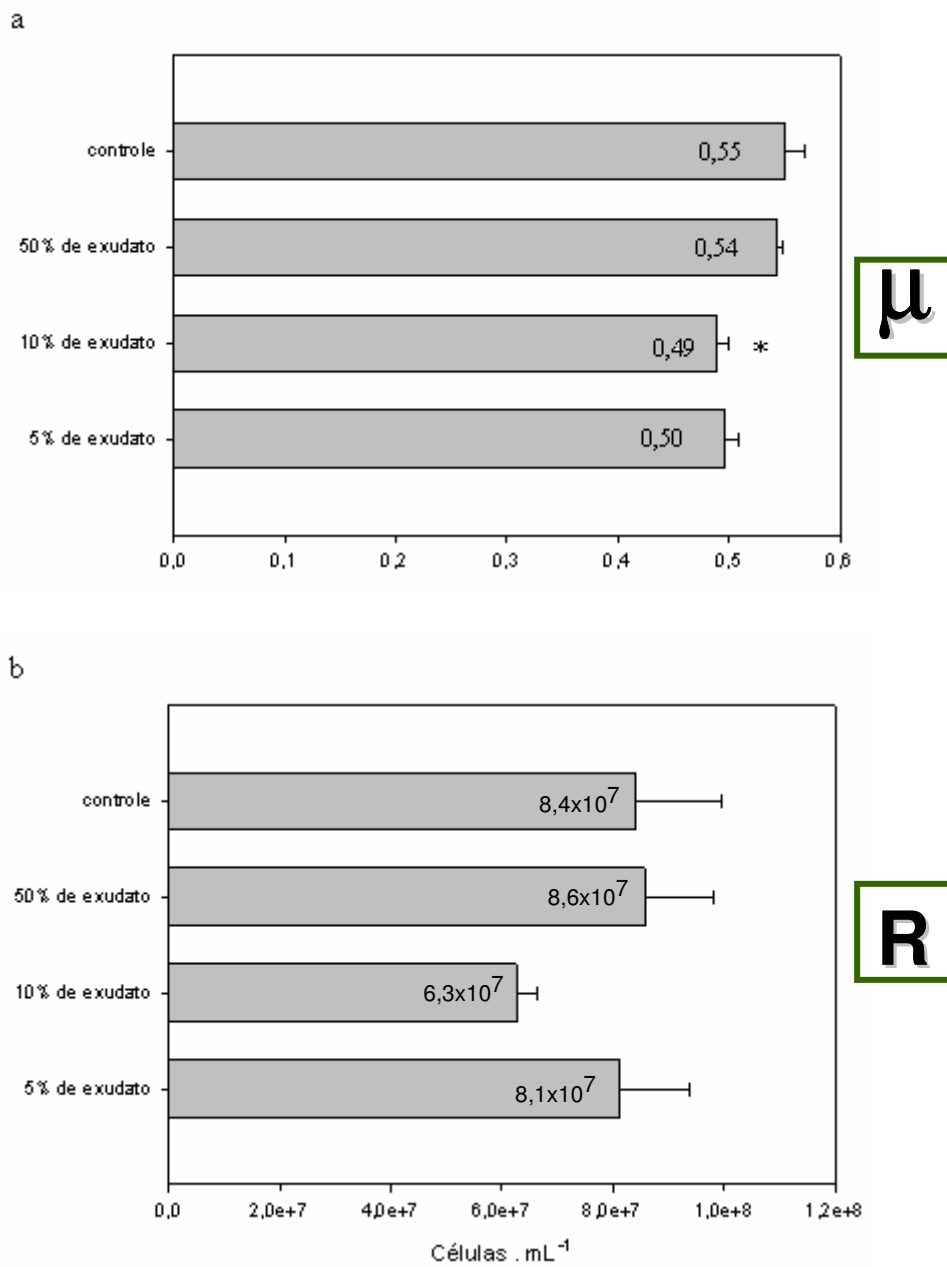 a
controle
0,55
50% de exudato
0,54
10% de exudato
0,49 *
5% de exudato
0,50
0,0 0,1 0,2 0,3 0,4 0,5 0,6
μ
b
controle
8,4x10⁷
50% de exudato
8,6x10⁷
10% de exudato
6,3x10⁷
5% de exudato
8,1x10⁷
0,0 2,0e+7 4,0e+7 6,0e+7 8,0e+7 1,0e+8 1,2e+8
Células . mL⁻¹
R